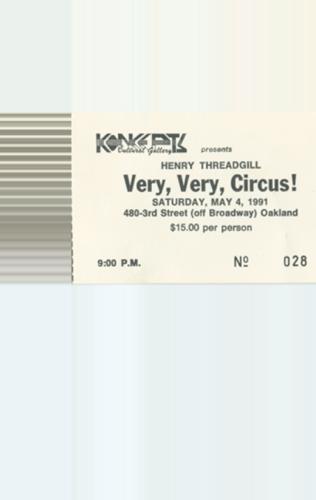 KONCEPTS
Cultural Gallery presents
HENRY THREADGILL
Very, Very, Circus!
SATURDAY, MAY 4, 1991
480-3rd Street (off Broadway) Oakland
$15.00 per person
9:00 P.M. Nº 028